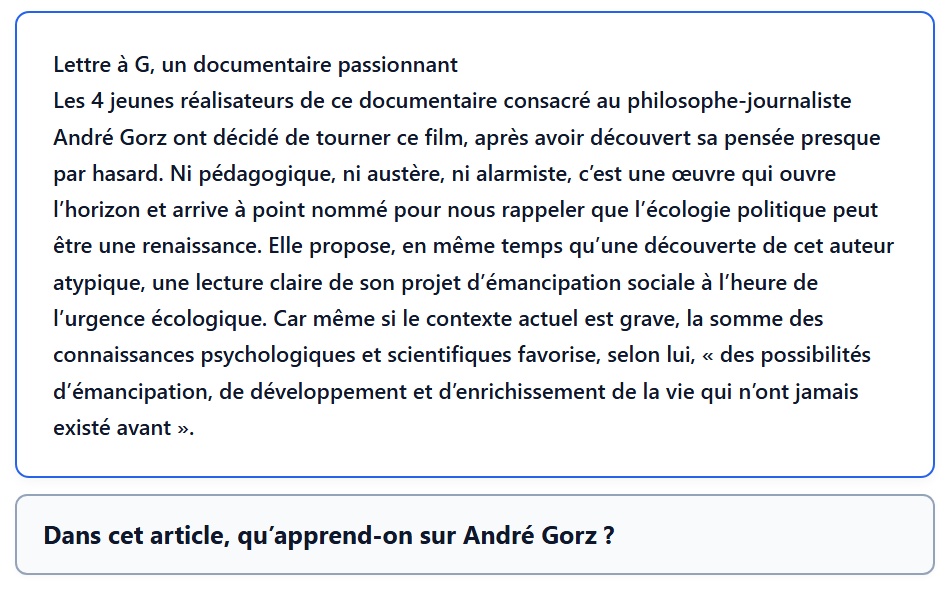 Lettre à G, un documentaire passionnant
Les 4 jeunes réalisateurs de ce documentaire consacré au philosophe-journaliste
André Gorz ont décidé de tourner ce film, après avoir découvert sa pensée presque
par hasard. Ni pédagogique, ni austère, ni alarmiste, c’est une œuvre qui ouvre
l’horizon et arrive à point nommé pour nous rappeler que l’écologie politique peut
être une renaissance. Elle propose, en même temps qu’une découverte de cet auteur
atypique, une lecture claire de son projet d’émancipation sociale à l’heure de
l’urgence écologique. Car même si le contexte actuel est grave, la somme des
connaissances psychologiques et scientifiques favorise, selon lui, « des possibilités
d’émancipation, de développement et d’enrichissement de la vie qui n’ont jamais
existé avant ».
Dans cet article, qu’apprend-on sur André Gorz ?